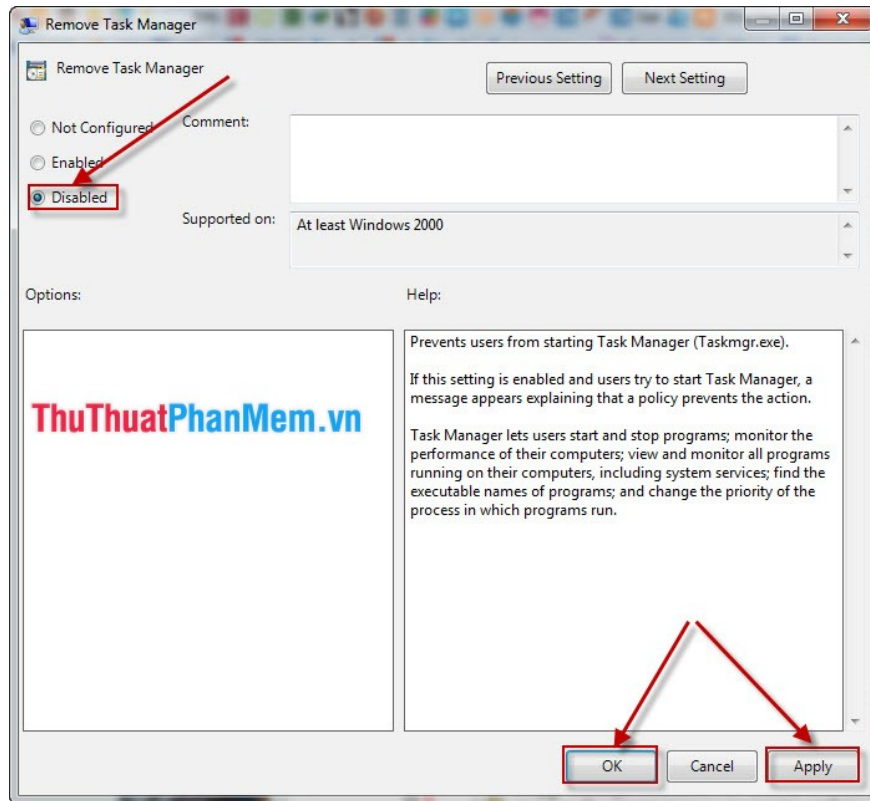 Remove Task Manager
Remove Task Manager
Previous Setting
Next Setting
Not Configured
Comment:
Enabled
Disabled
Supported on:
At least Windows 2000
Options:
Help:
ThuThuatPhanMem.vn
Prevents users from starting Task Manager (Taskmgr.exe).
If this setting is enabled and users try to start Task Manager, a
message appears explaining that a policy prevents the action.
Task Manager lets users start and stop programs; monitor the
performance of their computers; view and monitor all programs
running on their computers, including system services; find the
executable names of programs; and change the priority of the
process in which programs run.
OK
Cancel
Apply